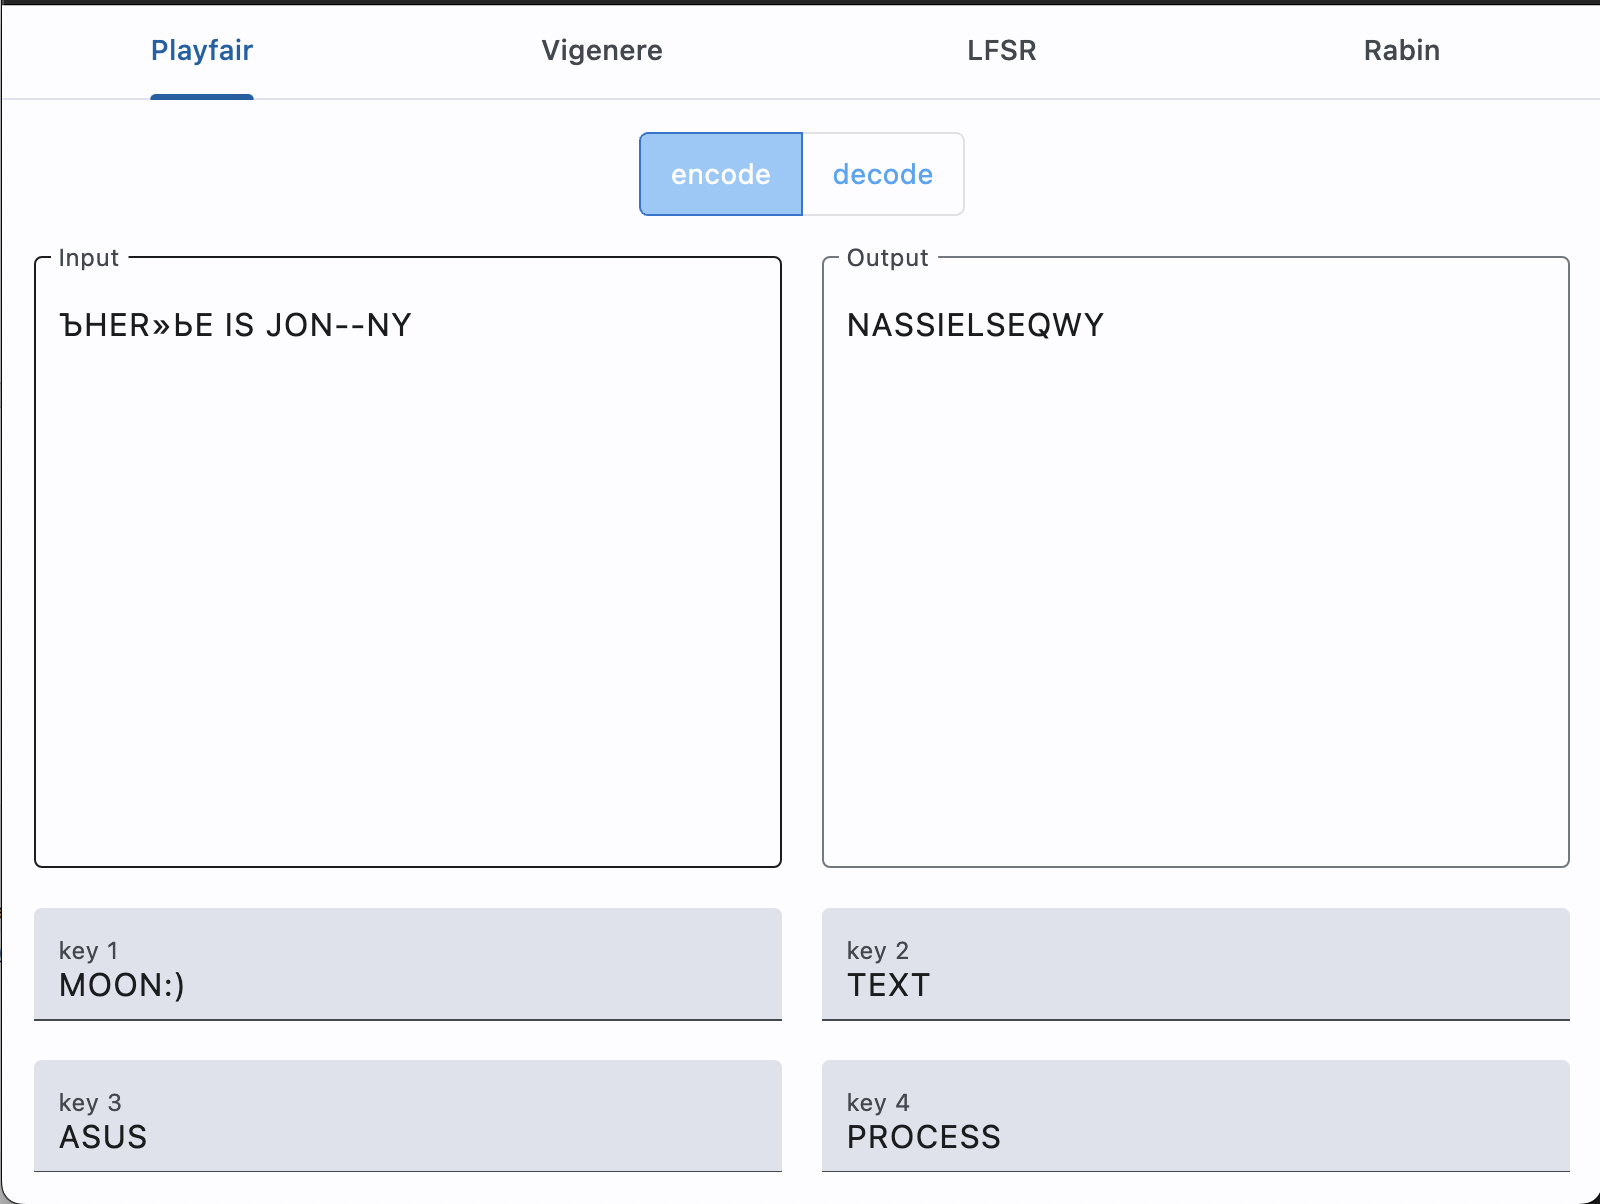 Playfair
Vigenere
LFSR
Rabin
encode
decode
Input
ЪHER»ЬE IS JON--NY
Output
NASSIELSEQWY
key 1
MOON:)
key 2
TEXT
key 3
ASUS
key 4
PROCESS